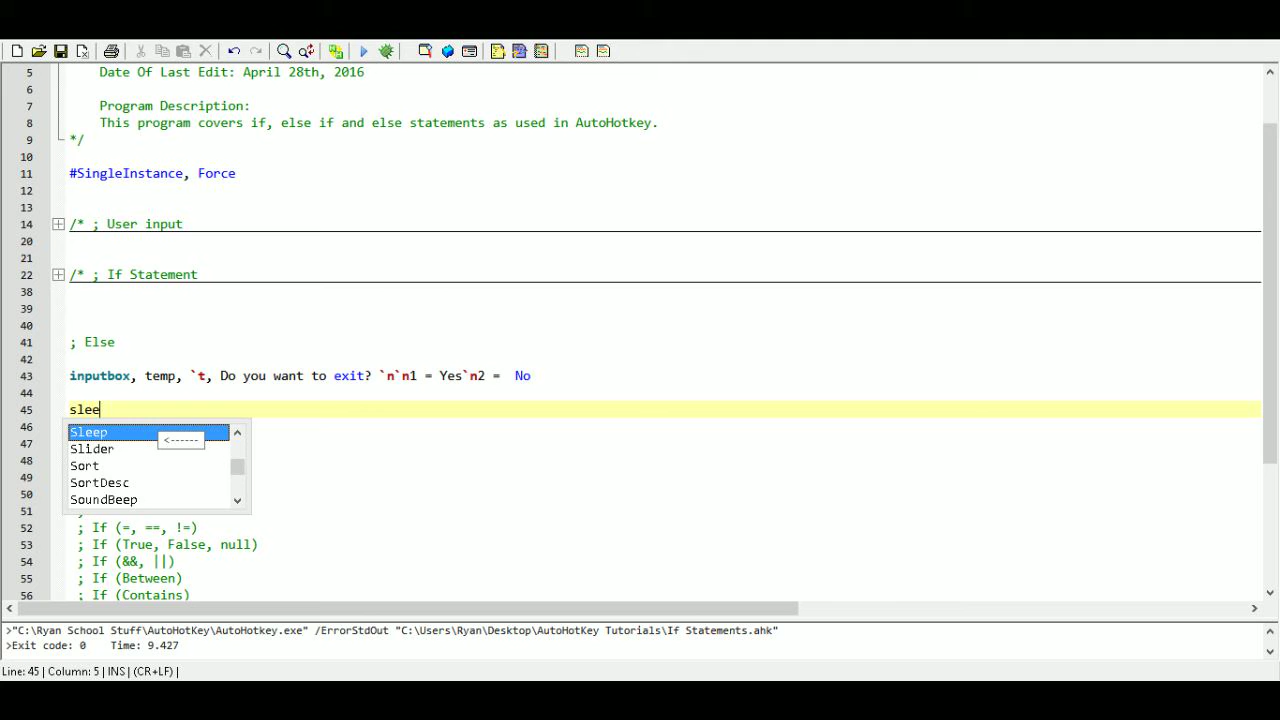 5 Date Of Last Edit: April 28th, 2016
6
7 Program Description:
8 This program covers if, else if and else statements as used in AutoHotkey.
9 */
10
11 #SingleInstance, Force
12
13
14 /* ; User input
20
21
22 /* ; If Statement
38
39
40
41 ; Else
42
43 inputbox, temp, `t, Do you want to exit? `n`n1 = Yes`n2 =  No
44
45 slee
46 Sleep
<------
47 Slider
48 Sort
49 SortDesc
50 SoundBeep
51
52 ; If (=, ==, !=)
53 ; If (True, False, null)
54 ; If (&&, ||)
55 ; If (Between)
56 ; If (Contains)
>"C:\Ryan School Stuff\AutoHotKey\AutoHotkey.exe" /ErrorStdOut "C:\Users\Ryan\Desktop\AutoHotKey Tutorials\If Statements.ahk"
>Exit code: 0    Time: 9.427
Line: 45 | Column: 5 | INS | (CR+LF) |